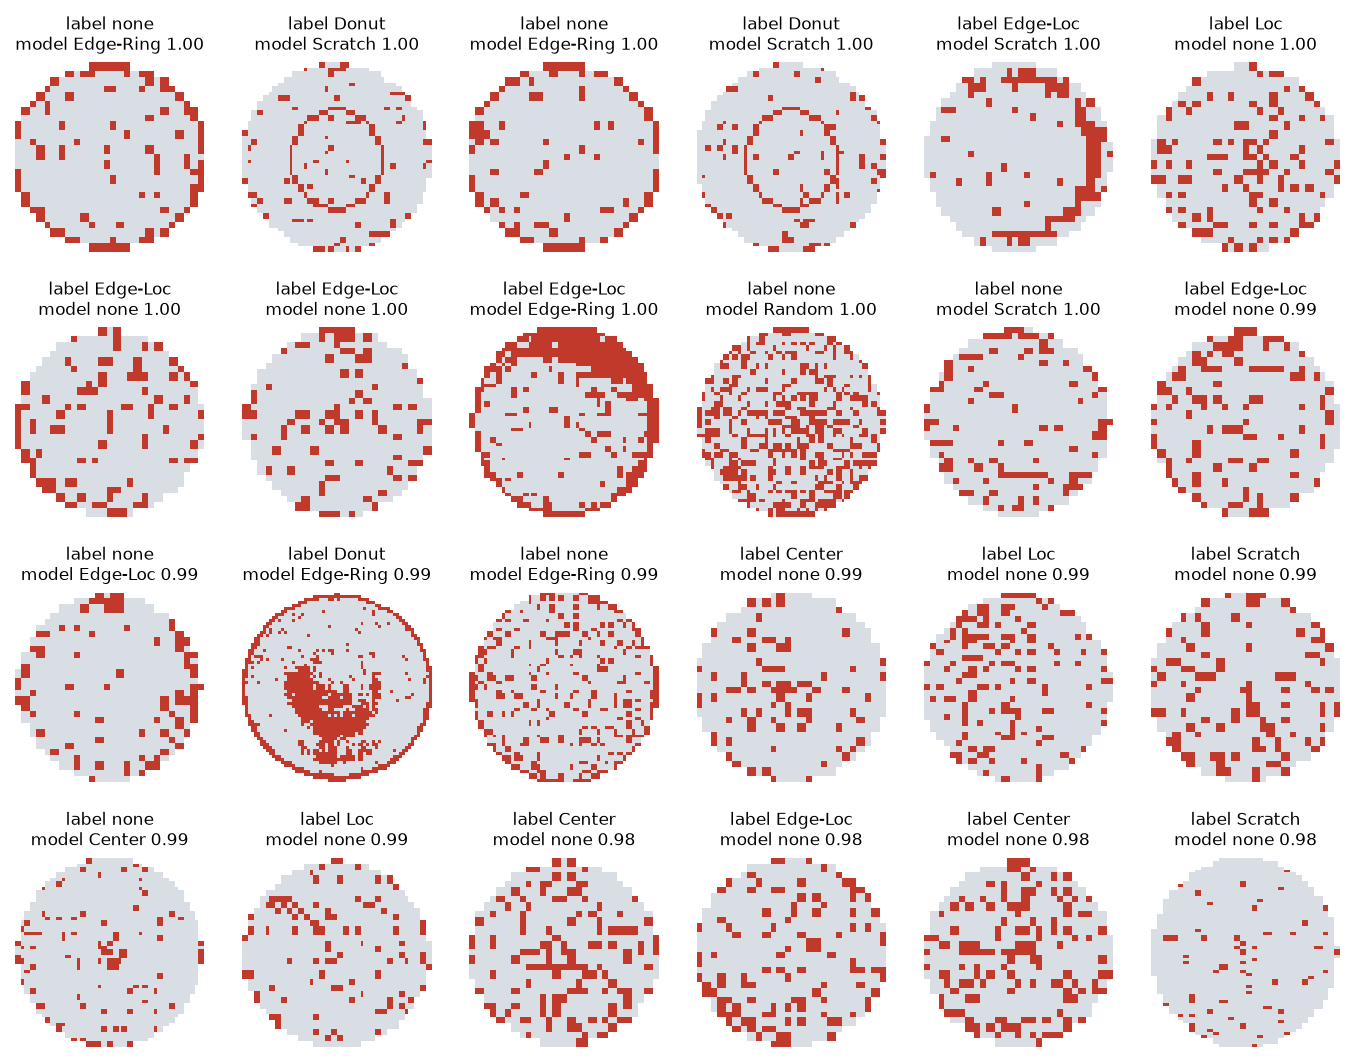 label none
model Edge-Ring 1.00
label Donut
model Scratch 1.00
label none
model Edge-Ring 1.00
label Donut
model Scratch 1.00
label Edge-Loc
model Scratch 1.00
label Loc
model none 1.00
label Edge-Loc
model none 1.00
label Edge-Loc
model none 1.00
label Edge-Loc
model Edge-Ring 1.00
label none
model Random 1.00
label none
model Scratch 1.00
label Edge-Loc
model none 0.99
label none
model Edge-Loc 0.99
label Donut
model Edge-Ring 0.99
label none
model Edge-Ring 0.99
label Center
model none 0.99
label Loc
model none 0.99
label Scratch
model none 0.99
label none
model Center 0.99
label Loc
model none 0.99
label Center
model none 0.98
label Edge-Loc
model none 0.98
label Center
model none 0.98
label Scratch
model none 0.98